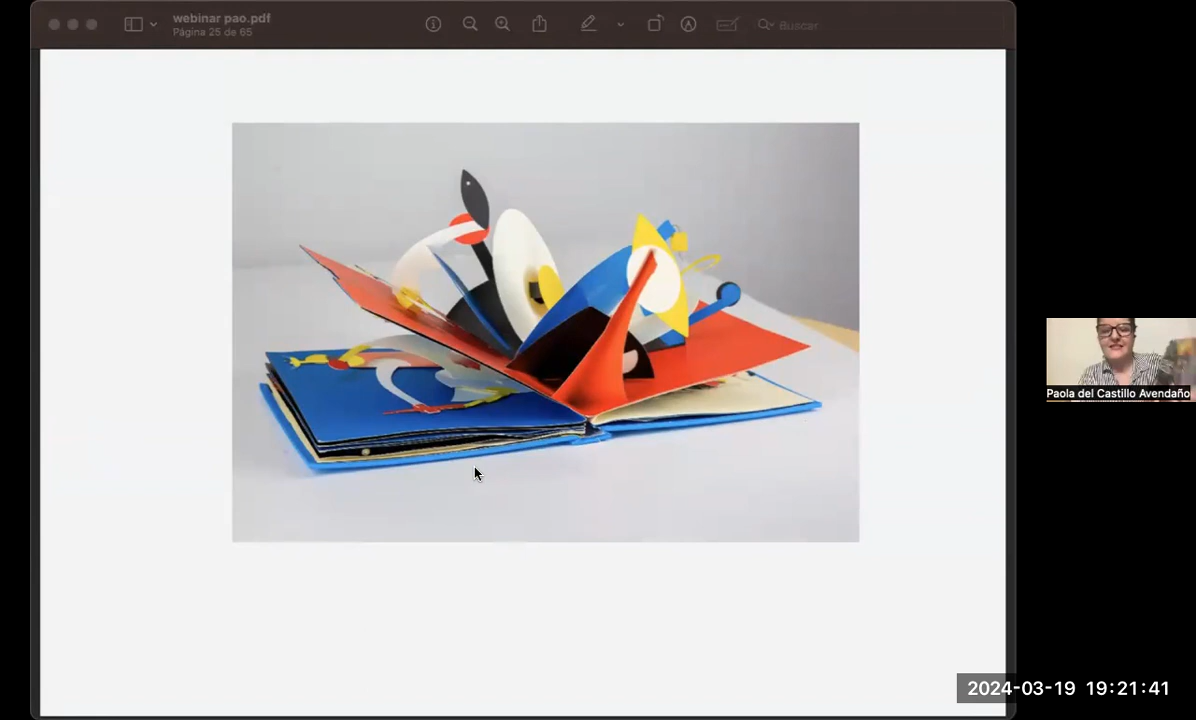 webinar pao.pdf
Página 25 de 65
Buscar
Paola del Castillo Avendaño
2024-03-19 19:21:41